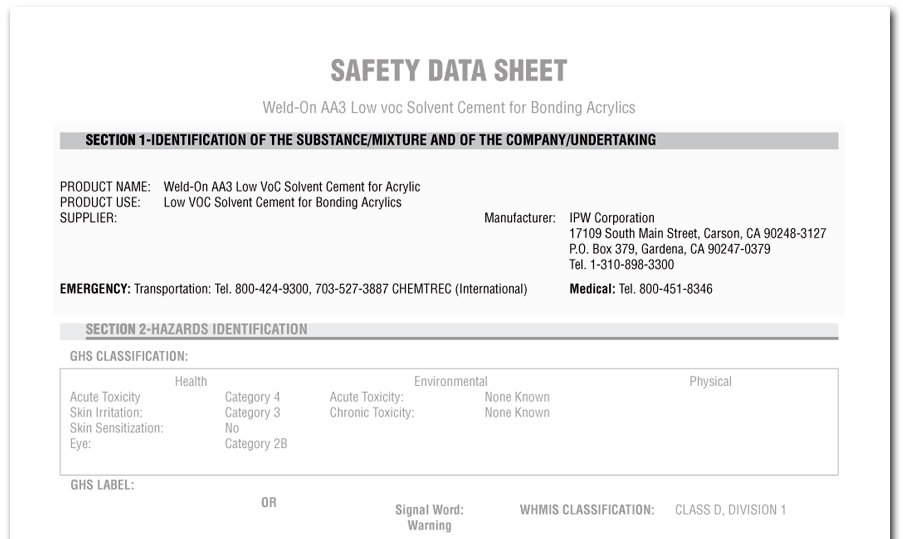 SAFETY DATA SHEET
Weld-On AA3 Low voc Solvent Cement for Bonding Acrylics
SECTION 1-IDENTIFICATION OF THE SUBSTANCE/MIXTURE AND OF THE COMPANY/UNDERTAKING
PRODUCT NAME: Weld-On AA3 Low VoC Solvent Cement for Acrylic
PRODUCT USE: Low VOC Solvent Cement for Bonding Acrylics
SUPPLIER: Manufacturer: IPW Corporation
17109 South Main Street, Carson, CA 90248-3127
P.O. Box 379, Gardena, CA 90247-0379
Tel. 1-310-898-3300
EMERGENCY: Transportation: Tel. 800-424-9300, 703-527-3887 CHEMTREC (International) Medical: Tel. 800-451-8346
SECTION 2-HAZARDS IDENTIFICATION
GHS CLASSIFICATION:
Health Environmental Physical
Acute Toxicity Category 4 Acute Toxicity: None Known
Skin Irritation: Category 3 Chronic Toxicity: None Known
Skin Sensitization: No
Eye: Category 2B
GHS LABEL:
OR
Signal Word: WHMIS CLASSIFICATION: CLASS D, DIVISION 1
Warning